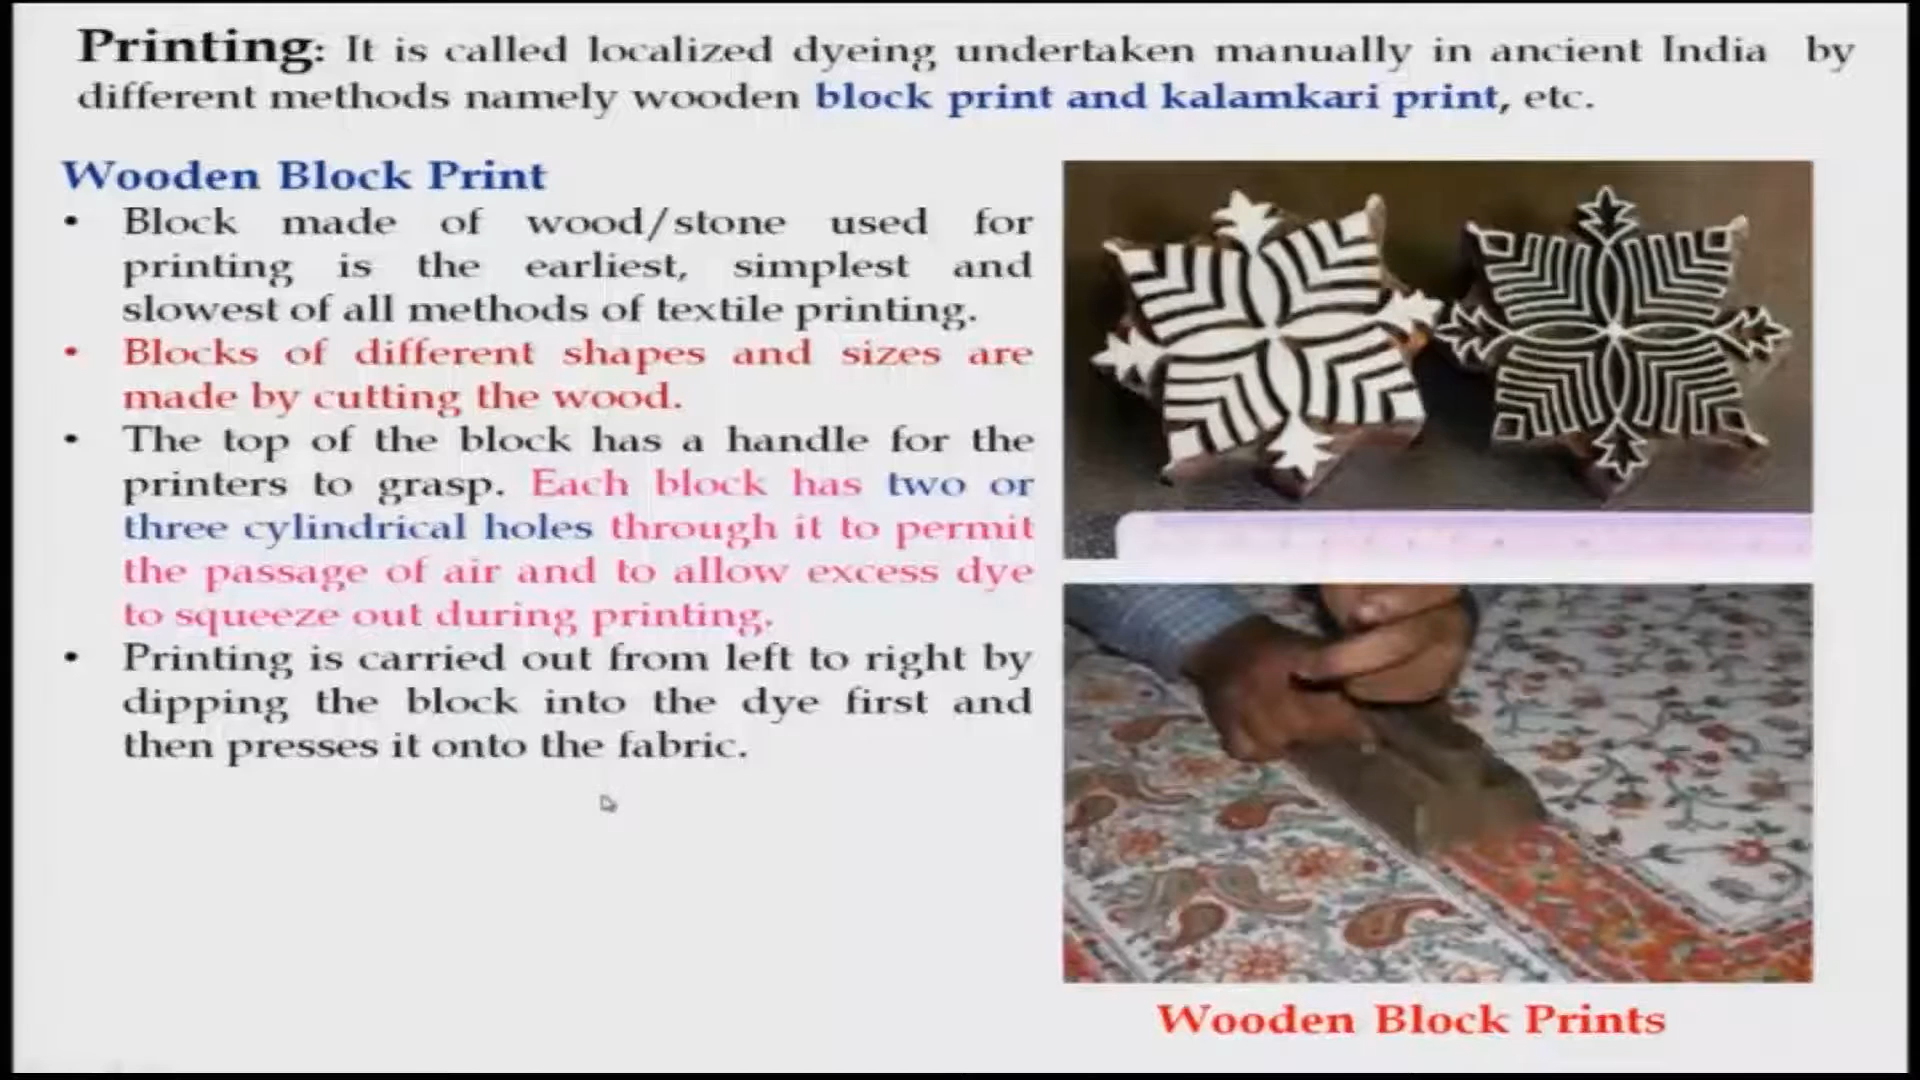 Printing: It is called localized dyeing undertaken manually in ancient India by
different methods namely wooden block print and kalamkari print, etc.
Wooden Block Print
• Block made of wood/stone used for
printing is the earliest, simplest and
slowest of all methods of textile printing.
• Blocks of different shapes and sizes are
made by cutting the wood.
• The top of the block has a handle for the
printers to grasp. Each block has two or
three cylindrical holes through it to permit
the passage of air and to allow excess dye
to squeeze out during printing.
• Printing is carried out from left to right by
dipping the block into the dye first and
then presses it onto the fabric.
Wooden Block Prints